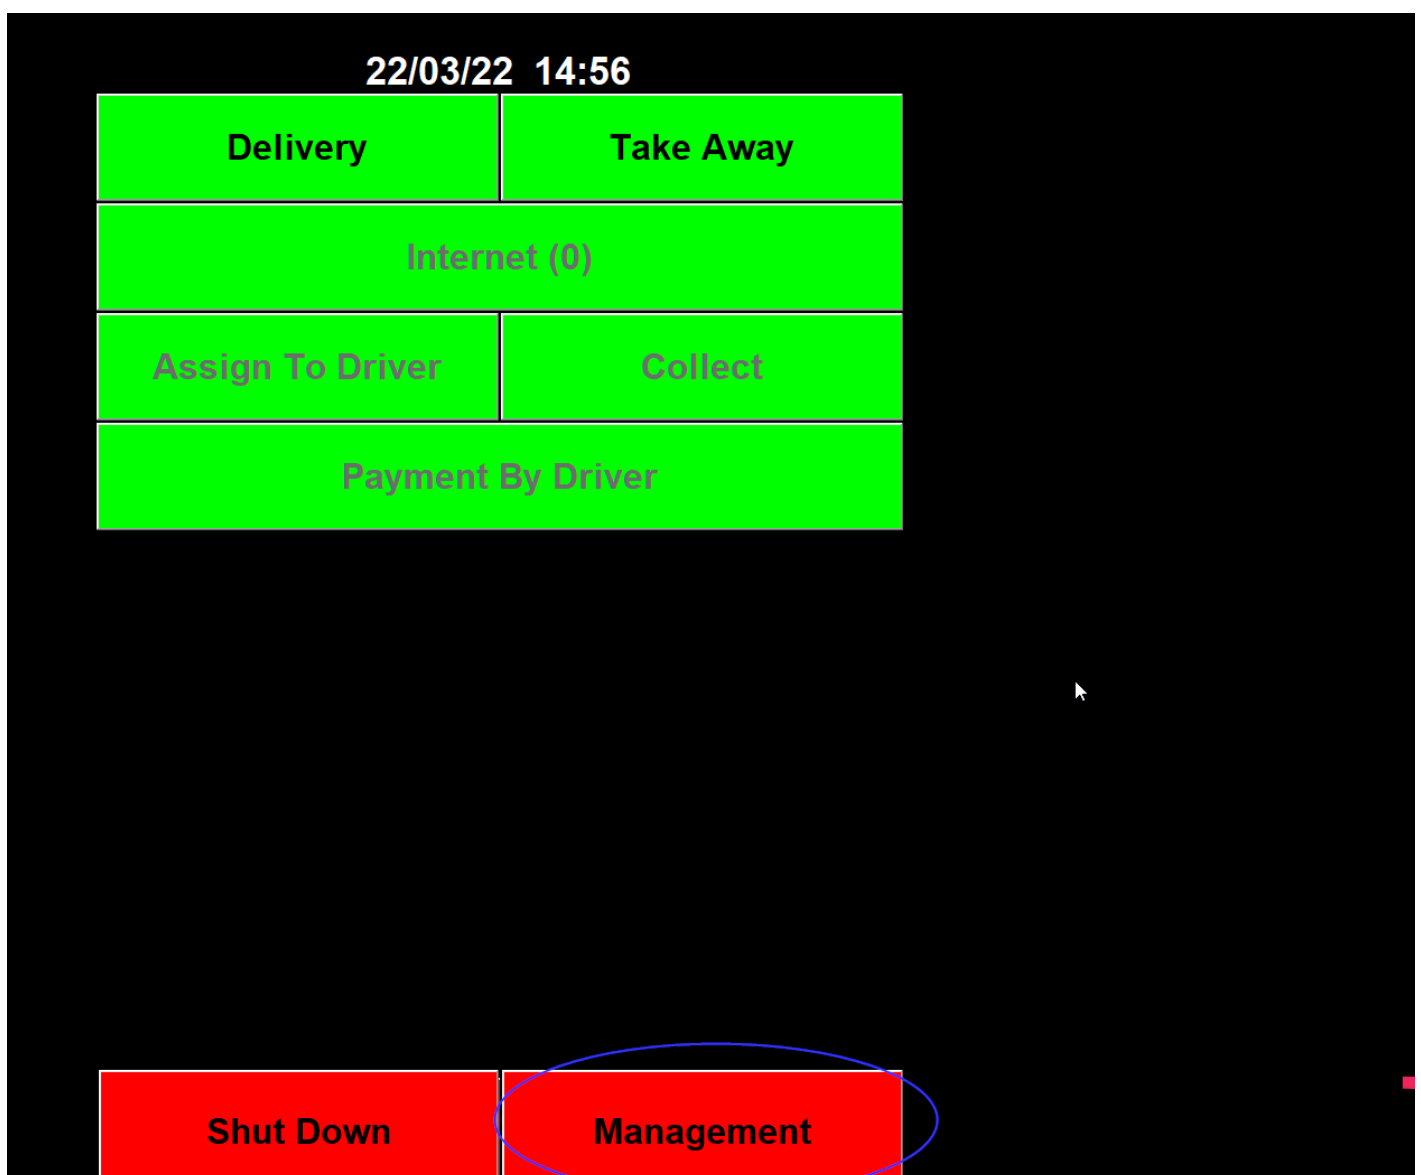 22/03/22 14:56
Delivery
Take Away
Internet (0)
Assign To Driver
Collect
Payment By Driver
Shut Down
Management